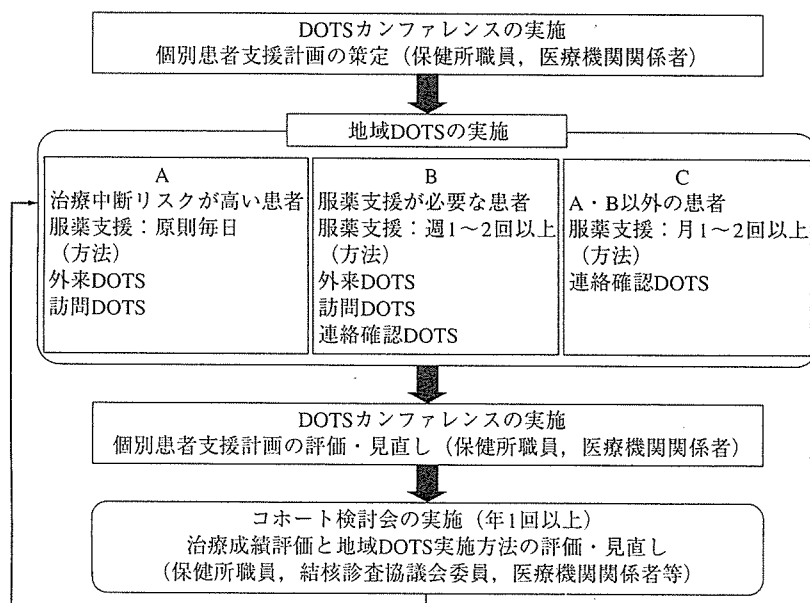 DOTSカンファレンスの実施
個別患者支援計画の策定（保健所職員，医療機関関係者）
地域DOTSの実施
A
治療中断リスクが高い患者
服薬支援：原則毎日
（方法）
外来DOTS
訪問DOTS
B
服薬支援が必要な患者
服薬支援：週1～2回以上
（方法）
外来DOTS
訪問DOTS
連絡確認DOTS
C
A・B以外の患者
服薬支援：月1～2回以上
（方法）
連絡確認DOTS
DOTSカンファレンスの実施
個別患者支援計画の評価・見直し（保健所職員，医療機関関係者）
コホート検討会の実施（年1回以上）
治療成績評価と地域DOTS実施方法の評価・見直し
（保健所職員，結核診査協議会委員，医療機関関係者等）